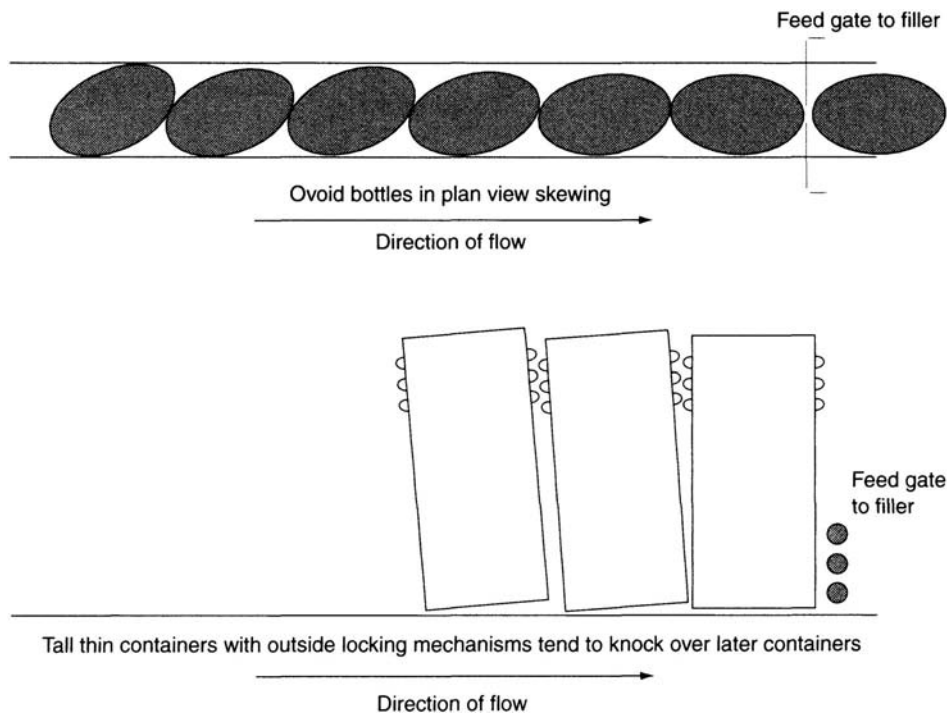 Feed gate to filler
Ovoid bottles in plan view skewing
Direction of flow
Feed gate
to filler
Tall thin containers with outside locking mechanisms tend to knock over later containers
Direction of flow